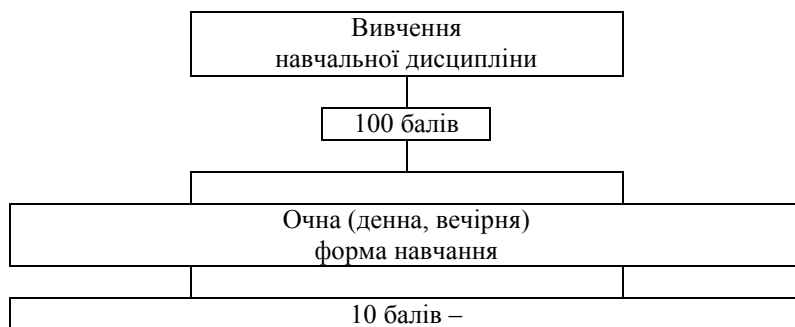 Вивчення
навчальної дисципліни
100 балів
Очна (денна, вечірня)
форма навчання
10 балів –